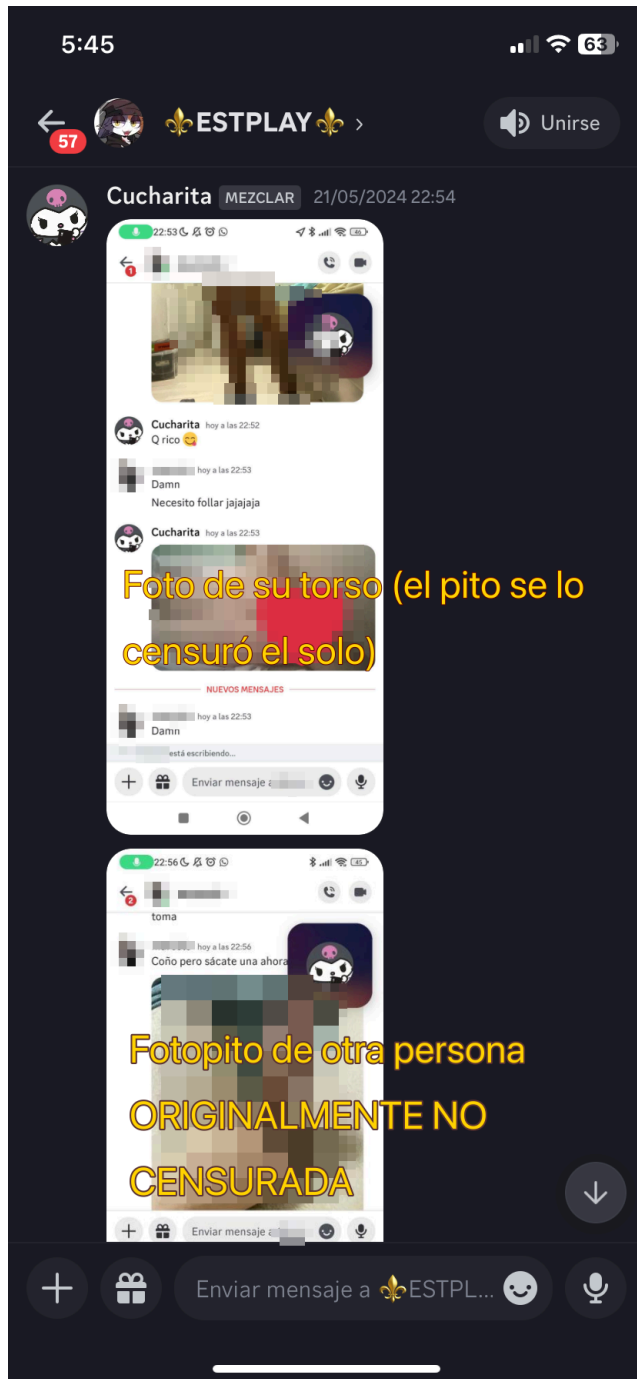 5:45
63
57
⚜️ESTPLAY⚜️ >
Unirse
Cucharita MEZCLAR 21/05/2024 22:54
22:53
46
1
Cucharita hoy a las 22:52
Q rico 😋
hoy a las 22:53
Damn
Necesito follar jajajaja
Cucharita hoy a las 22:53
Foto de su torso (el pito se lo
censuró el solo)
NUEVOS MENSAJES
hoy a las 22:53
Damn
está escribiendo...
Enviar mensaje a
22:56
45
2
toma
hoy a las 22:56
Coño pero sácate una ahora
Fotopito de otra persona
ORIGINALMENTE NO
CENSURADA
Enviar mensaje a
Enviar mensaje a ⚜️ESTPL...